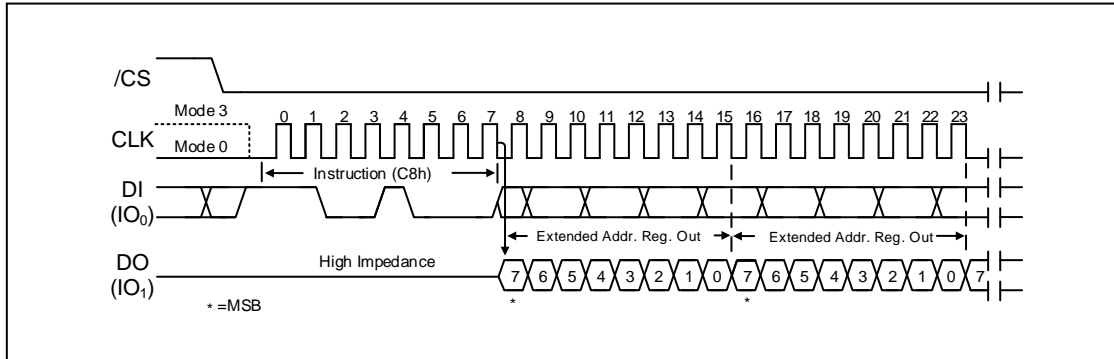 /CS
Mode 3
0 1 2 3 4 5 6 7 8 9 10 11 12 13 14 15 16 17 18 19 20 21 22 23
CLK
Mode 0
Instruction (C8h)
DI
(IO₀)
Extended Addr. Reg. Out Extended Addr. Reg. Out
DO
High Impedance
7 6 5 4 3 2 1 0 7 6 5 4 3 2 1 0 7
(IO₁)
* *
* =MSB